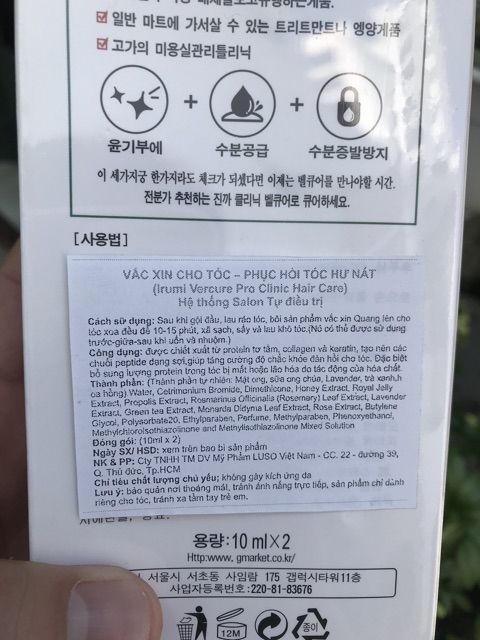 일반 마트에 가서살 수 있는 트리트만트나 엥양게품
고가의 미용실관리틀리닉
+ +
윤기부에 수분공급 수분증발방지
이 세가지궁 한가지라도 체크가 되셨다면 이제는 벨큐어를 만나야할 시간.
전분가 추천하는 진까 클리닉 벨큐어로 큐어하세요.
[사용법]
VẮC XIN CHO TÓC – PHỤC HỒI TÓC HƯ NÁT
(Irumi Vercure Pro Clinic Hair Care)
Hệ thống Salon Tự điều trị
Cách sử dụng: Sau khi gội đầu, lau ráo tóc, bôi sản phẩm vắc xin Quang lên cho
tóc xoa đều để 10-15 phút, xã sạch, sấy và lau khô tóc.(Nó có thể được sử dụng
trước-giữa-sau khi uốn và nhuộm.)
Công dụng: được chiết xuất từ protein tơ tằm, collagen và karatin, tạo nên các
chuỗi peptide dạng sợi,giúp tăng cường độ chắc khỏe đàn hồi cho tóc. Đặc biệt
bổ sung lượng protein trong tóc bị mất hoặc lão hóa do tác động của hóa chất.
Thành phần: (Thành phần tự nhiên: Mật ong, sữa ong chúa, Lavender, trà xanh,h
oa hồng) Water, Cetrimonium Bromide, Dimethicone, Honey Extract, Royal Jelly
Extract, Propolis Extract, Rosmarinus Officinalis (Rosemary) Leaf Extract, Lavender
Extract, Green tea Extract, Monarda Didyma Leaf Extract, Rose Extract, Butylene
Glycol, Polysorbate20, Ethylparaben, Perfume, Methylparaben, Phenoxyethanol,
Methylchloroisothiazolinone and Methylisothiazolinone Mixed Solution
Đóng gói: (10ml x 2)
Ngày SX/ HSD: xem trên bao bì sản phẩm
NK & PP: Cty TNHH TM DV Mỹ Phẩm LUSO Việt Nam - CC. 22 - đường 39,
Q. Thủ đức, Tp.HCM
Chỉ tiêu chất lượng chủ yếu: không gây kích ứng da
Lưu ý: bảo quản nơi thoáng mát, tránh ánh nắng trực tiếp, sản phẩm chỉ dành
riêng cho tóc, tránh xa tầm tay trẻ em.
용량: 10 ml×2
Http://www. gmarket.co.kr/
서울시 서초동 사임람 175 갭럭시타워11층
사업자등록번호: 220-81-83676
12M 종이